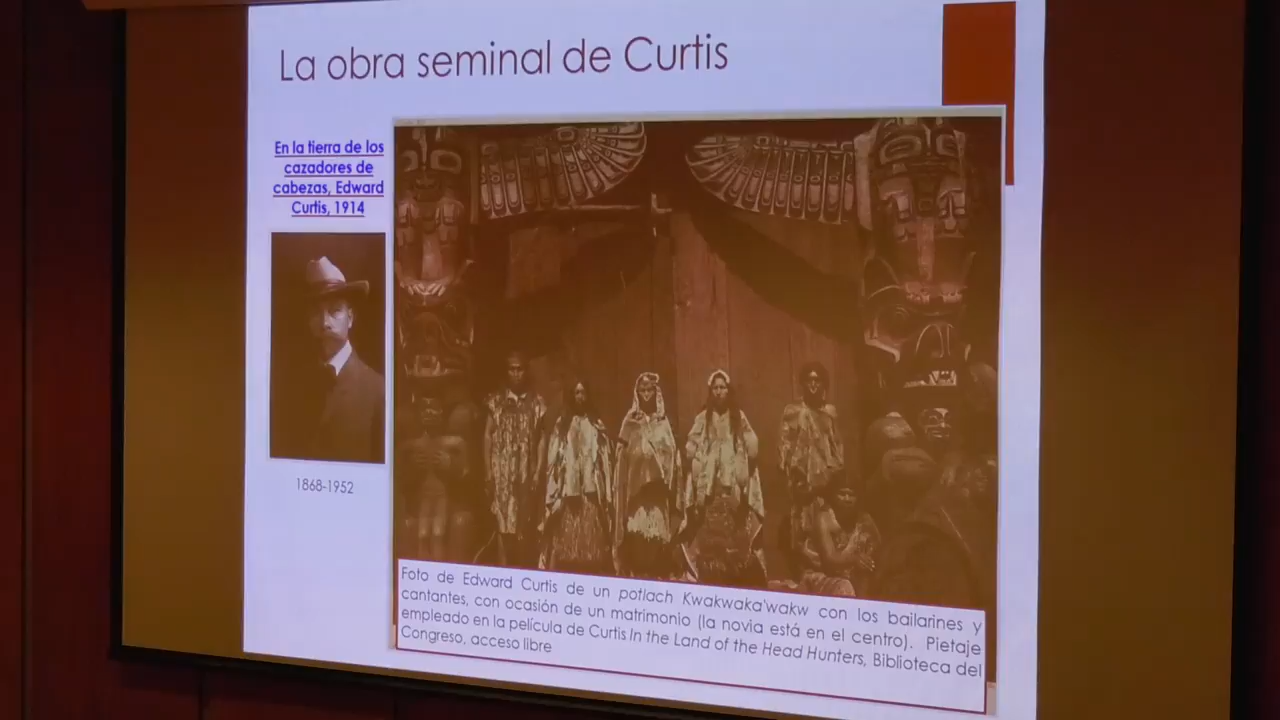 La obra seminal de Curtis
En la tierra de los
cazadores de
cabezas, Edward
Curtis, 1914
1868-1952
Foto de Edward Curtis de un potlach Kwakwaka'wakw con los bailarines y
cantantes, con ocasión de un matrimonio (la novia está en el centro). Pietaje
empleado en la película de Curtis In the Land of the Head Hunters, Biblioteca del
Congreso, acceso libre